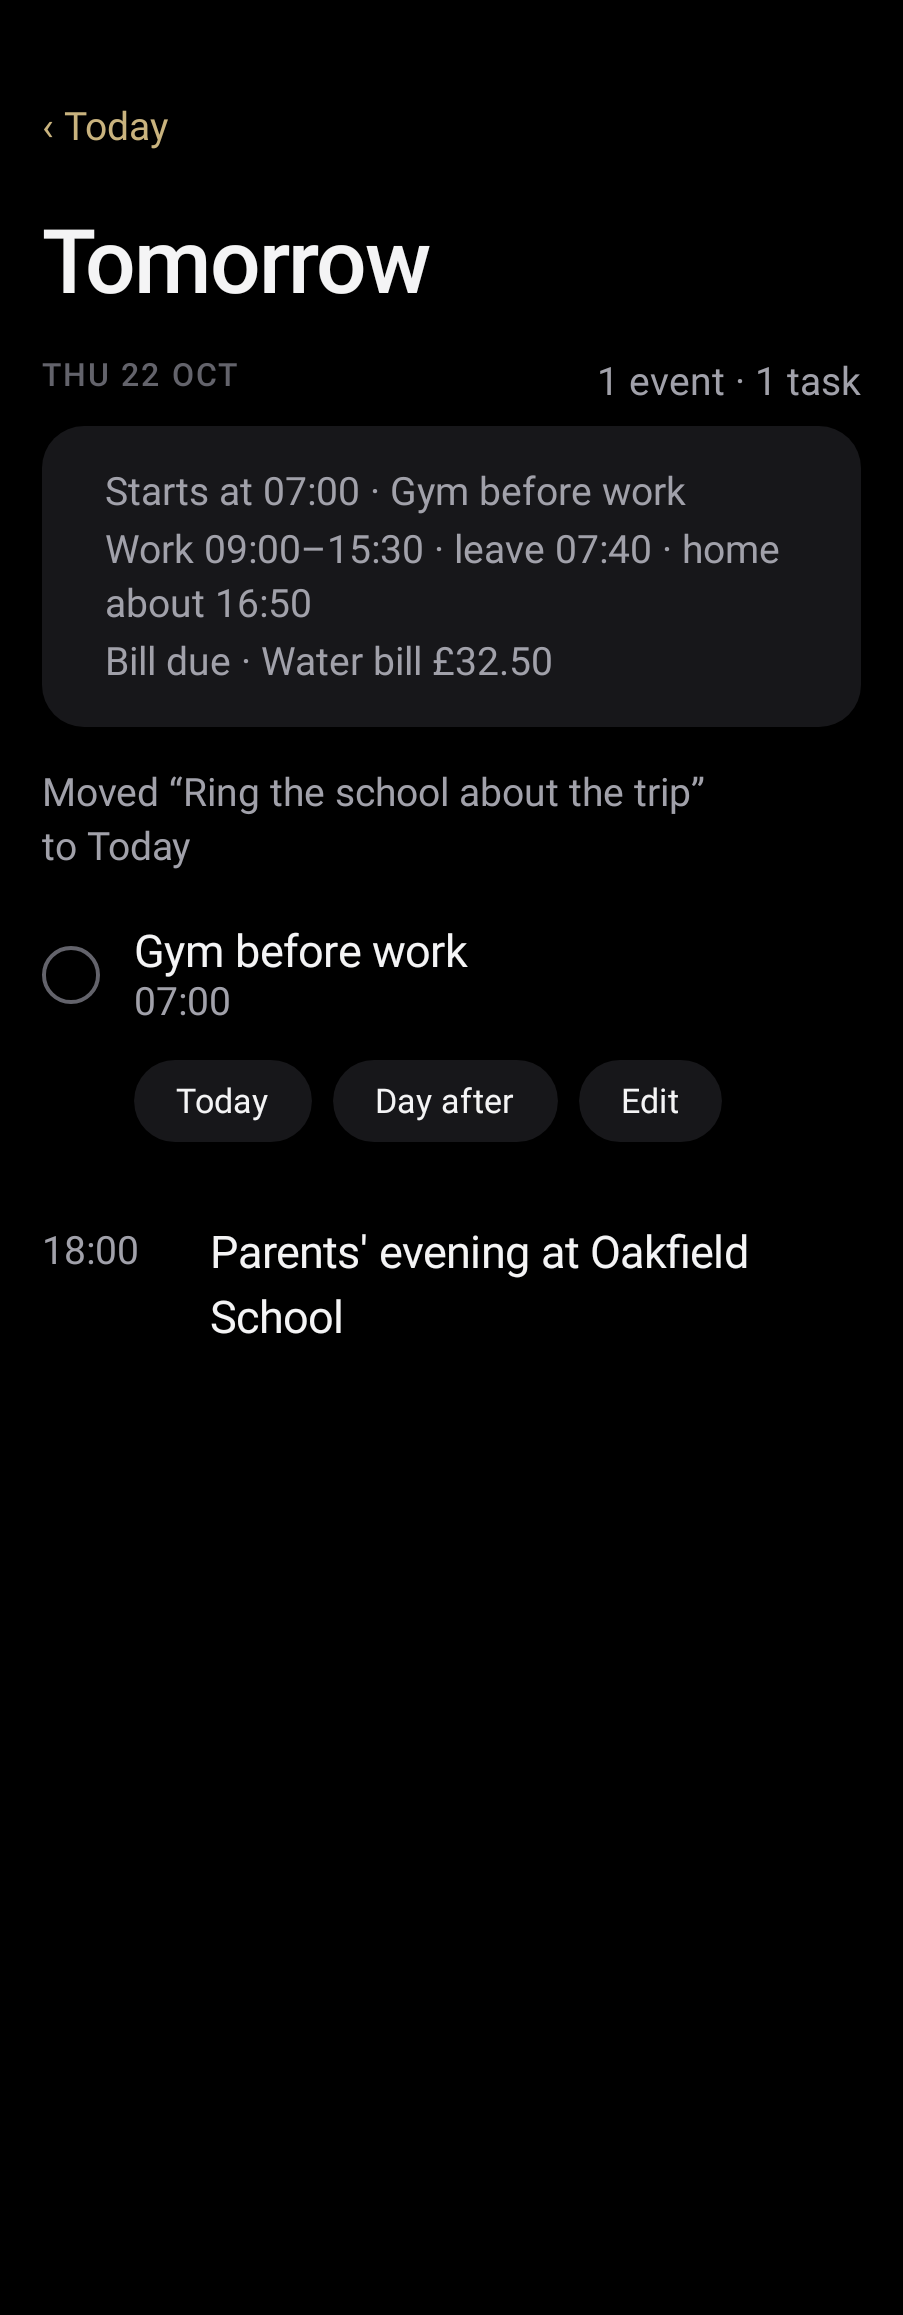 ‹ Today
Tomorrow
THU 22 OCT
1 event · 1 task
Starts at 07:00 · Gym before work
Work 09:00–15:30 · leave 07:40 · home
about 16:50
Bill due · Water bill £32.50
Moved “Ring the school about the trip”
to Today
Gym before work
07:00
Today
Day after
Edit
18:00
Parents' evening at Oakfield
School